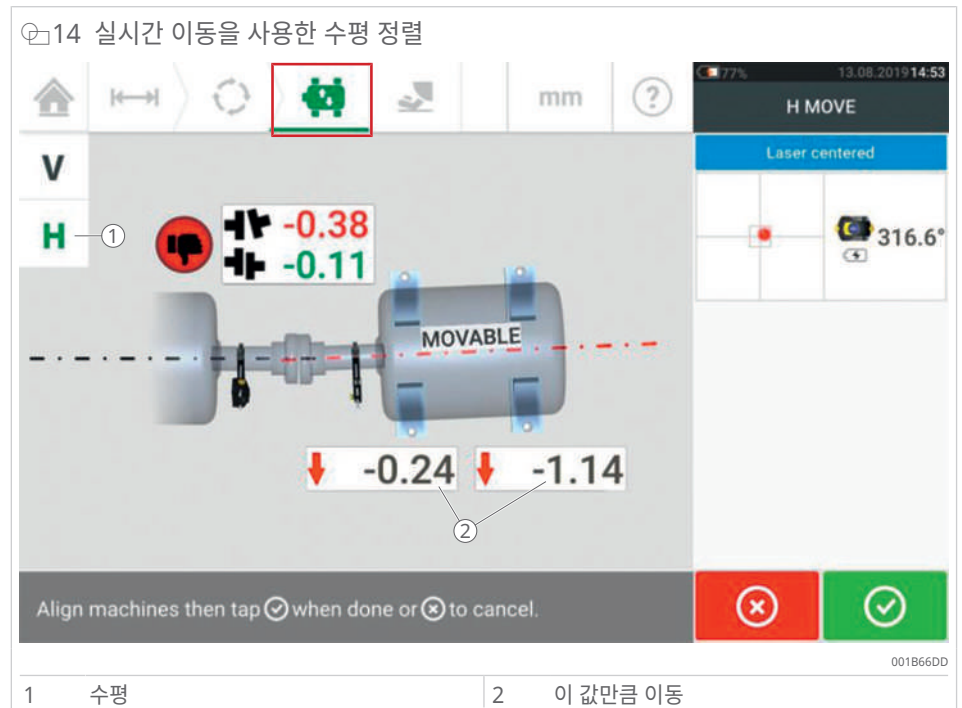 14 실시간 이동을 사용한 수평 정렬
77% 13.08.2019 14:53
mm ?
H MOVE
V
Laser centered
H 1
-0.38
-0.11
316.6°
MOVABLE
-0.24 -1.14
2
Align machines then tap when done or to cancel.
001B66DD
1 수평 2 이 값만큼 이동